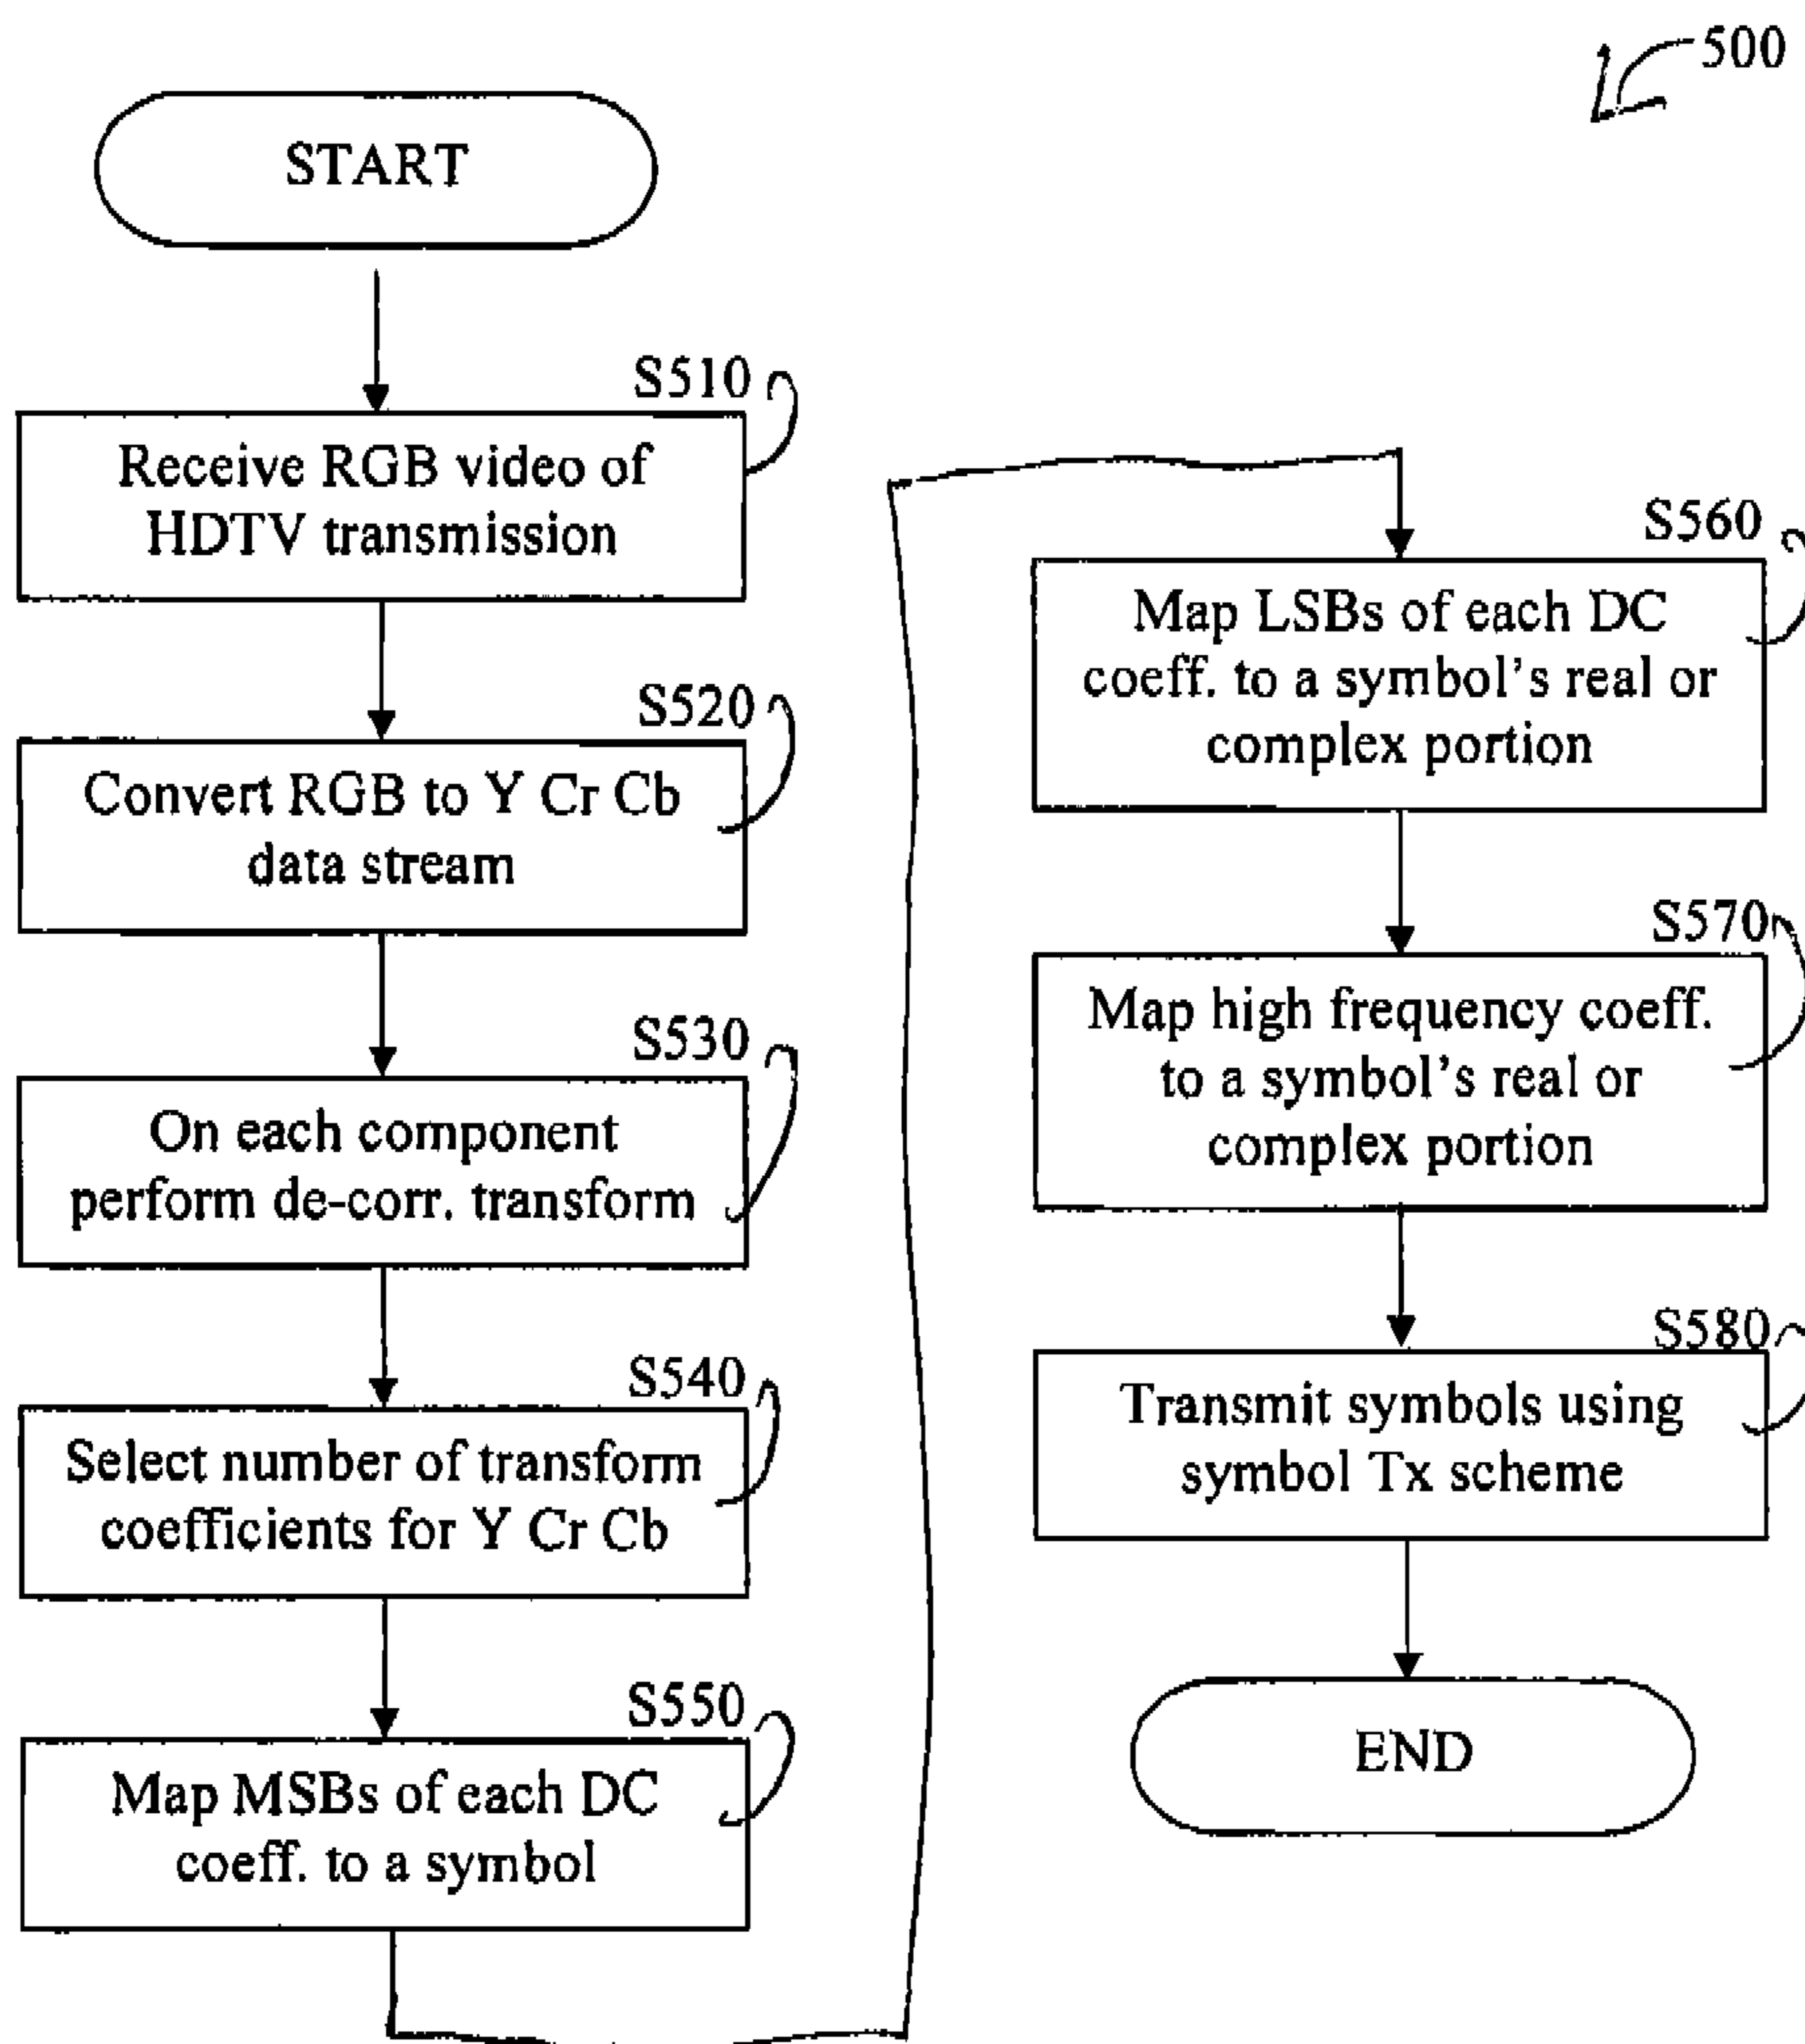 500
START
S510
Receive RGB video of
HDTV transmission
S520
Convert RGB to Y Cr Cb
data stream
S530
On each component
perform de-corr. transform
S540
Select number of transform
coefficients for Y Cr Cb
S550
Map MSBs of each DC
coeff. to a symbol
S560
Map LSBs of each DC
coeff. to a symbol's real or
complex portion
S570
Map high frequency coeff.
to a symbol's real or
complex portion
S580
Transmit symbols using
symbol Tx scheme
END